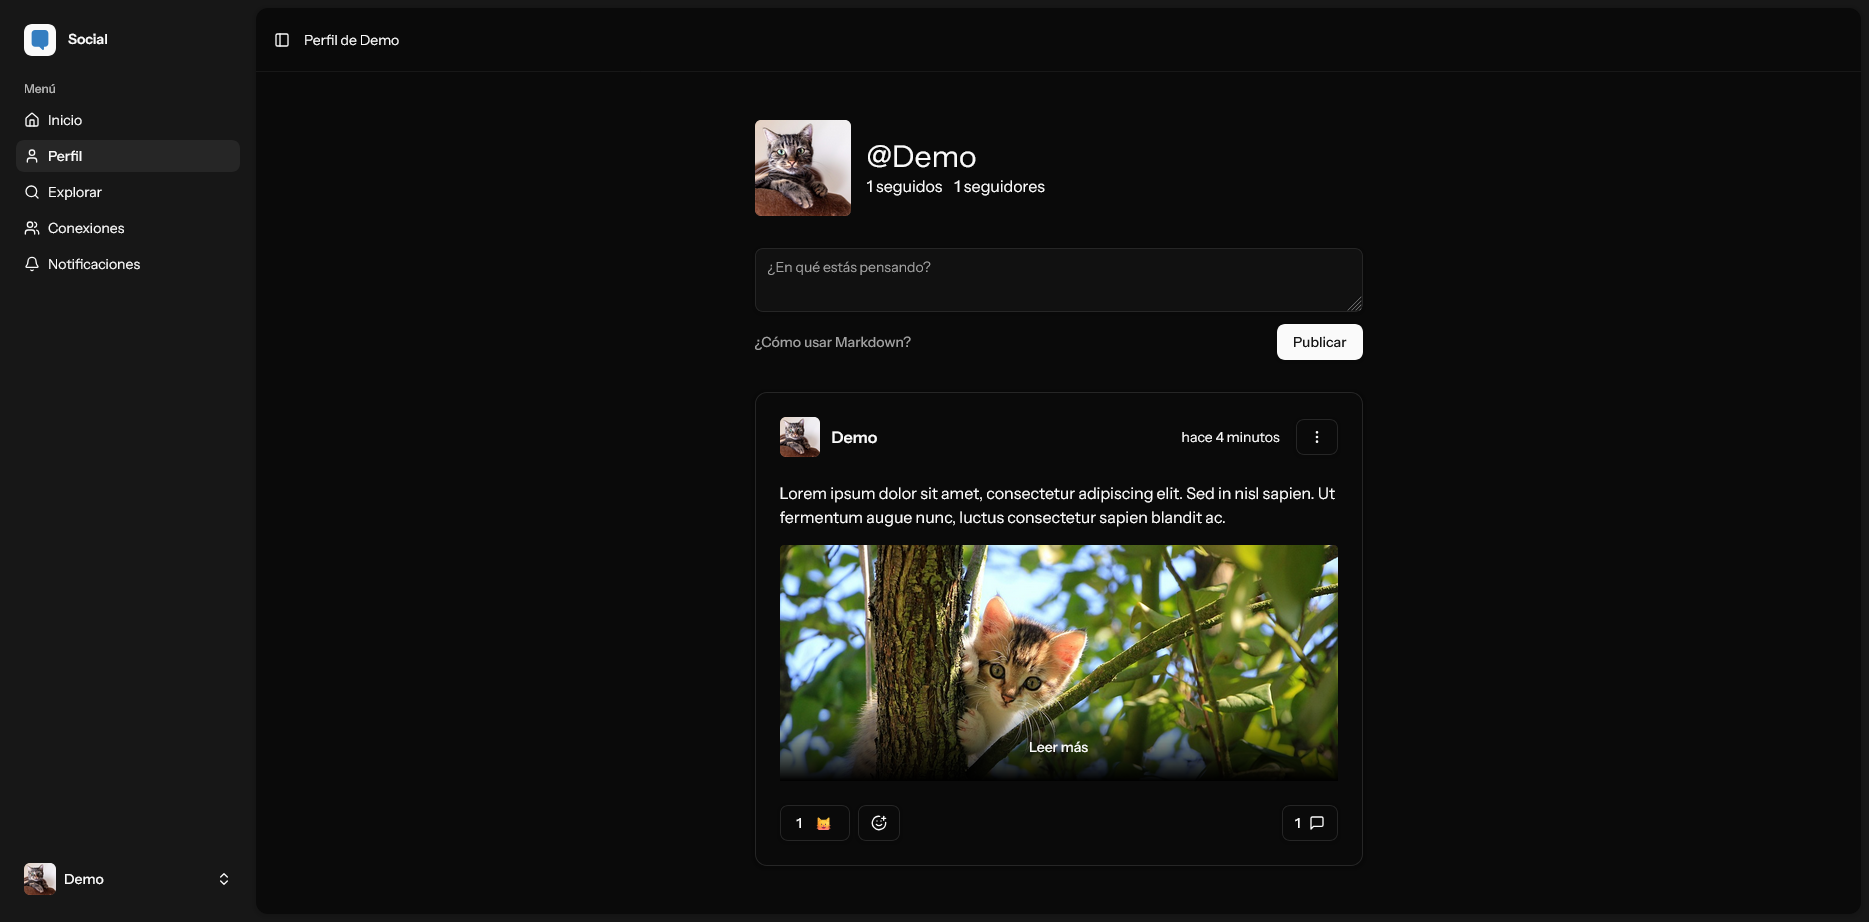 Social
Menú
Inicio
Perfil
Explorar
Conexiones
Notificaciones
Demo
Perfil de Demo
@Demo
1 seguidos 1 seguidores
¿En qué estás pensando?
¿Cómo usar Markdown?
Publicar
Demo
hace 4 minutos
Lorem ipsum dolor sit amet, consectetur adipiscing elit. Sed in nisl sapien. Ut
fermentum augue nunc, luctus consectetur sapien blandit ac.
Leer más
1
1